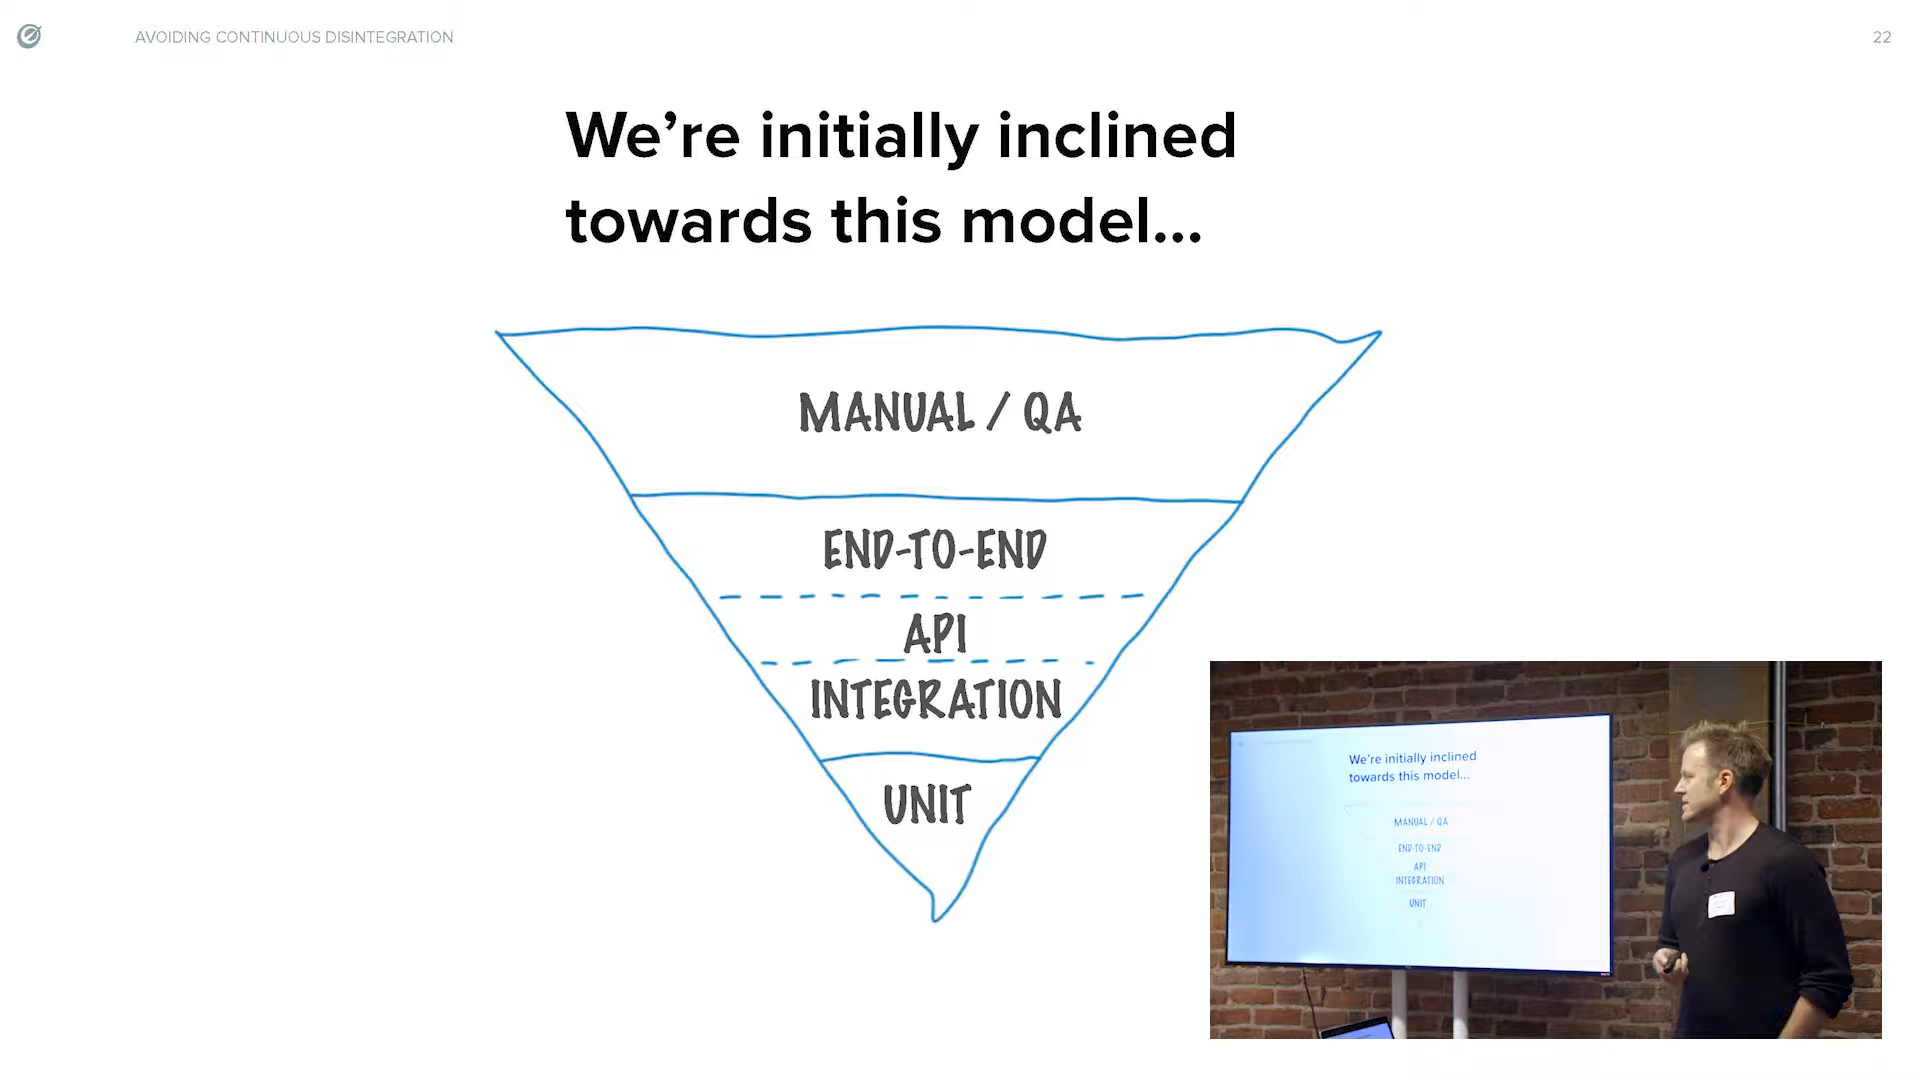 AVOIDING CONTINUOUS DISINTEGRATION
22
We're initially inclined
towards this model...
MANUAL / QA
END-TO-END
API
INTEGRATION
UNIT
We're initially inclined
towards this model...
MANUAL / QA
END-TO-END
API
INTEGRATION
UNIT